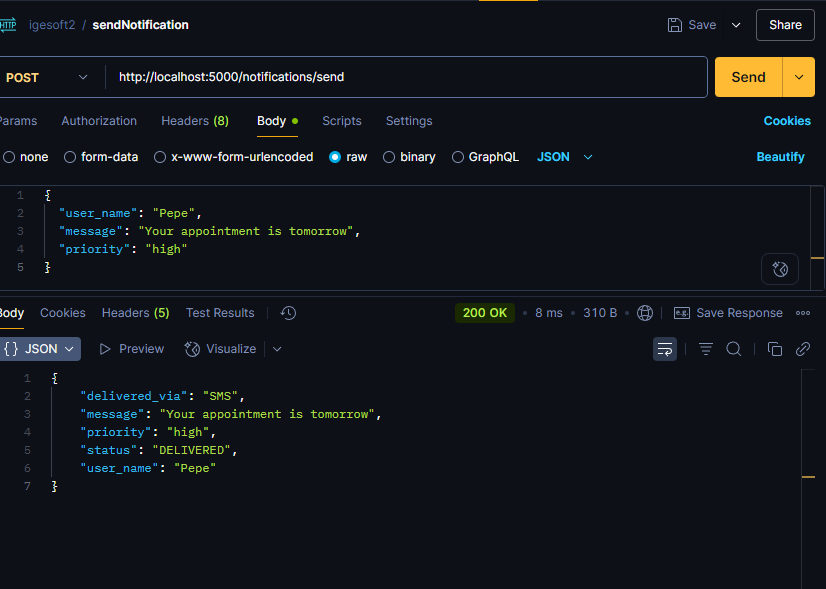 HTTP igesoft2 / sendNotification Save Share
POST http://localhost:5000/notifications/send Send
Params Authorization Headers (8) Body Scripts Settings Cookies
none form-data x-www-form-urlencoded raw binary GraphQL JSON Beautify
1 {
2 "user_name": "Pepe",
3 "message": "Your appointment is tomorrow",
4 "priority": "high"
5 }
Body Cookies Headers (5) Test Results 200 OK • 8 ms • 310 B • e.g. Save Response
{} JSON Preview Visualize
1 {
2 "delivered_via": "SMS",
3 "message": "Your appointment is tomorrow",
4 "priority": "high",
5 "status": "DELIVERED",
6 "user_name": "Pepe"
7 }